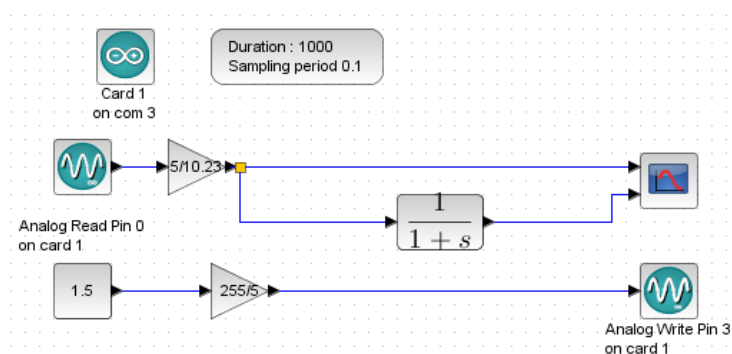 Duration : 1000
Sampling period 0.1
Card 1
on com 3
5/10.23
1
1 + s
Analog Read Pin 0
on card 1
1.5
255/5
Analog Write Pin 3
on card 1